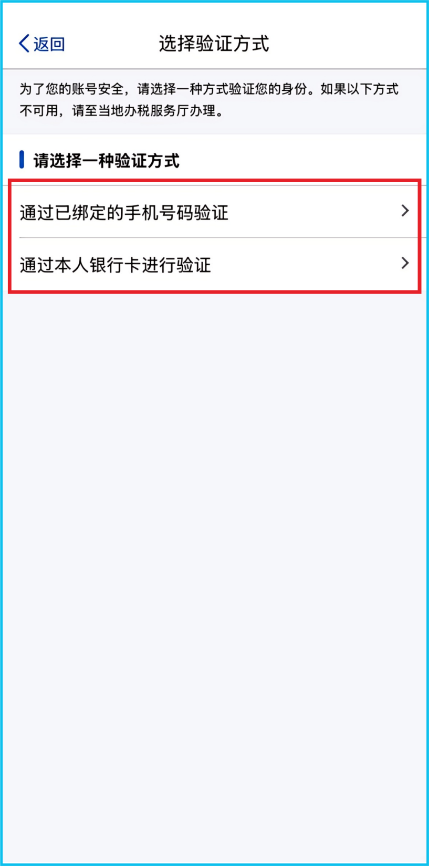 返回
选择验证方式
为了您的账号安全，请选择一种方式验证您的身份。如果以下方式
不可用，请至当地办税服务厅办理。
请选择一种验证方式
通过已绑定的手机号码验证
通过本人银行卡进行验证